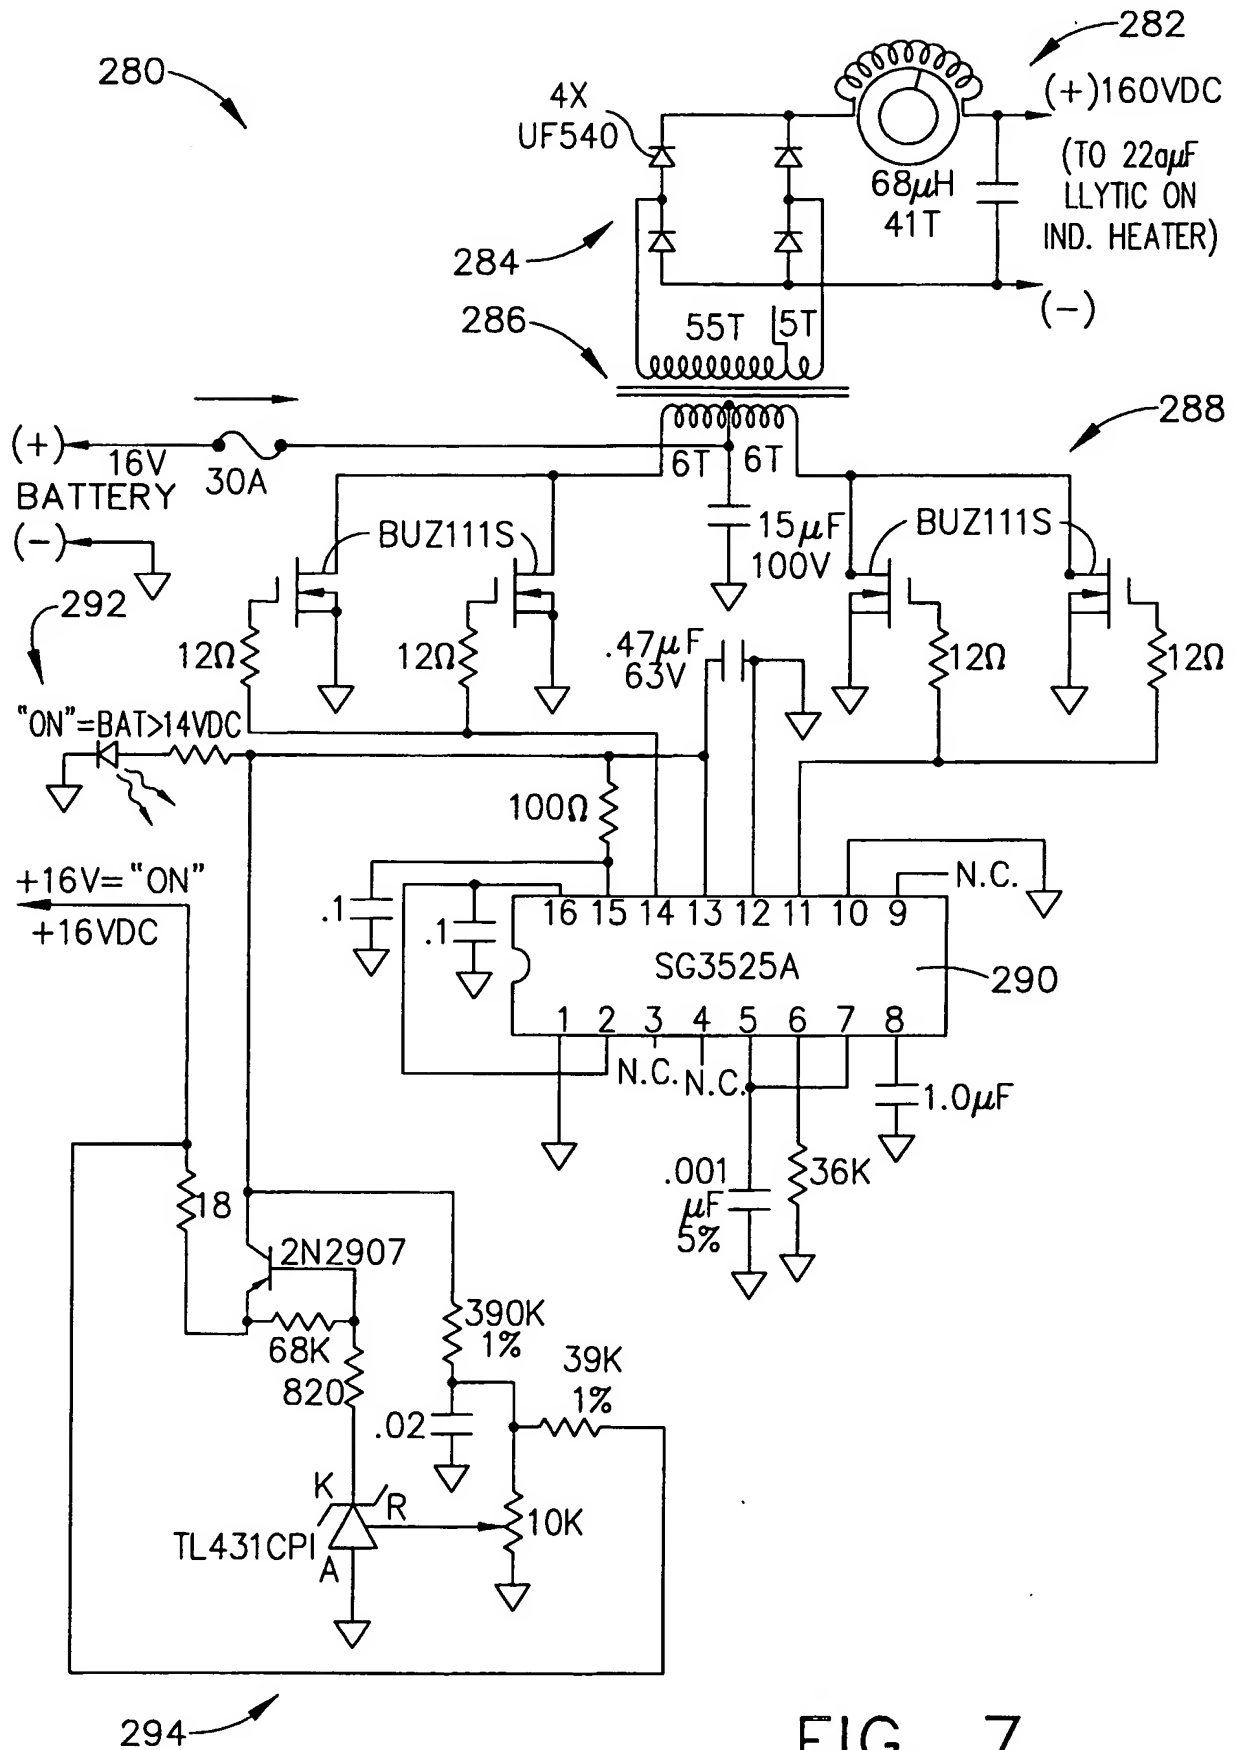 280
282
4X
UF540
(+)160VDC
(TO 22aµF
LLYTIC ON
IND. HEATER)
68µH
41T
284
(-)
286
55T
5T
288
(+)
16V
30A
6T
6T
BATTERY
(-)
BUZ111S
15µF
100V
BUZ111S
292
12Ω
12Ω
.47µF
63V
12Ω
12Ω
"ON"=BAT>14VDC
100Ω
+16V="ON"
+16VDC
N.C.
.1
.1
16 15 14 13 12 11 10 9
SG3525A
290
1 2 3 4 5 6 7 8
N.C.
N.C.
1.0µF
.001
µF
5%
36K
18
2N2907
68K
820
390K
1%
39K
1%
.02
K
R
10K
TL431CPI
A
294
FIG. 7